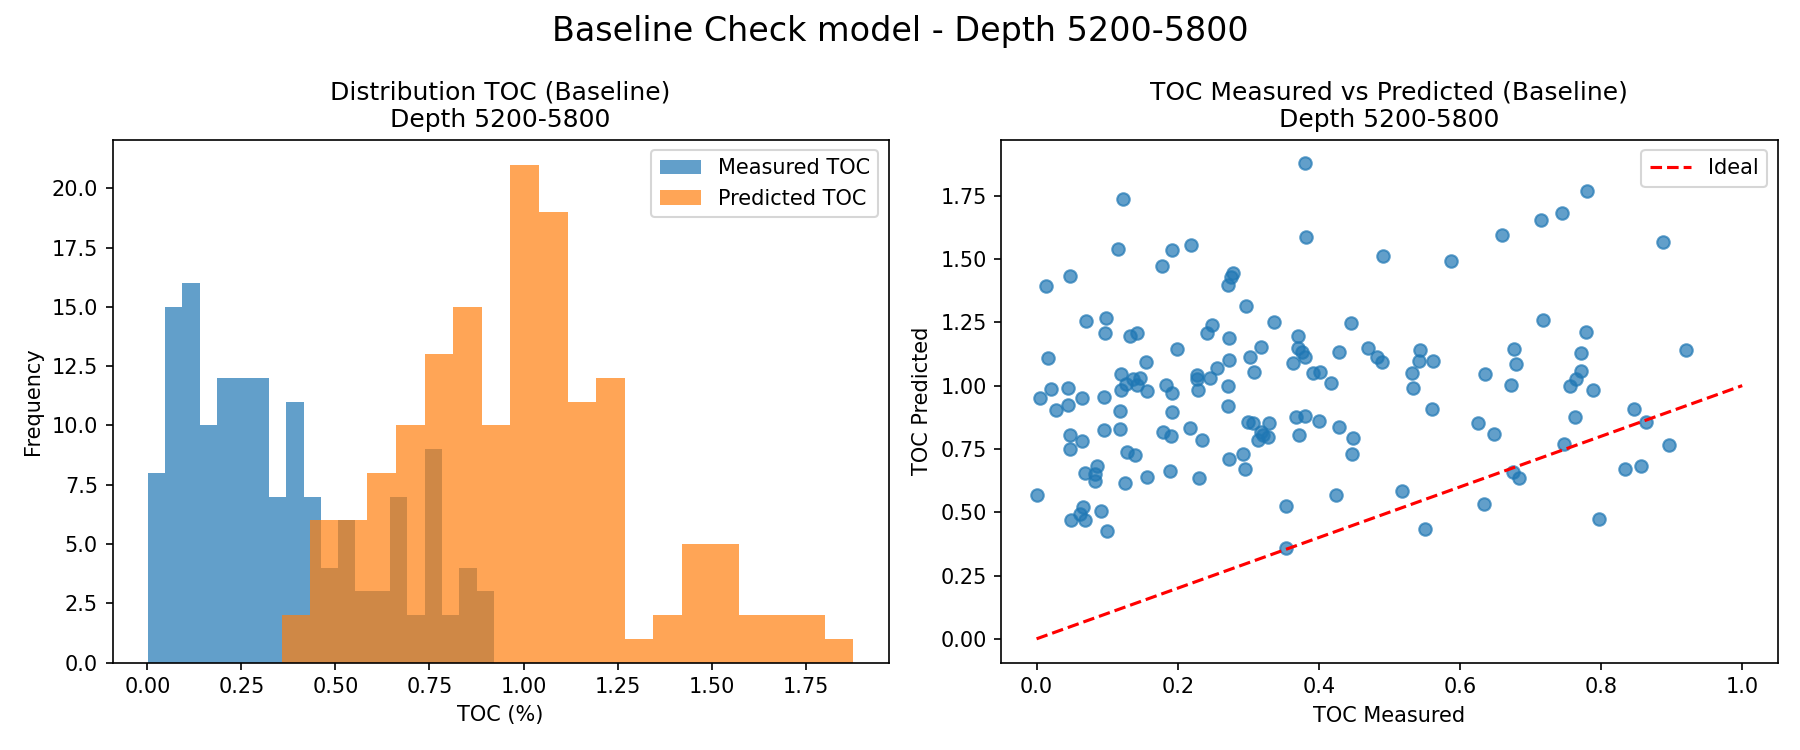 Baseline Check model - Depth 5200-5800
Distribution TOC (Baseline)
Depth 5200-5800
Measured TOC
Predicted TOC
20.0
17.5
15.0
12.5
10.0
7.5
5.0
2.5
0.0
Frequency
0.00 0.25 0.50 0.75 1.00 1.25 1.50 1.75
TOC (%)
TOC Measured vs Predicted (Baseline)
Depth 5200-5800
Ideal
1.75
1.50
1.25
1.00
0.75
0.50
0.25
0.00
TOC Predicted
0.0 0.2 0.4 0.6 0.8 1.0
TOC Measured